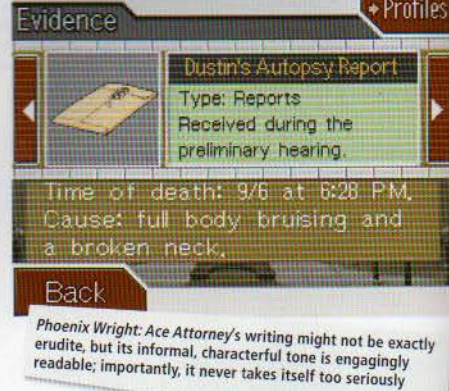 Evidence
Profiles
Dustin's Autopsy Report
Type: Reports
Received during the
preliminary hearing.
Time of death: 9/6 at 6:28 PM.
Cause: full body bruising and
a broken neck.
Back
Phoenix Wright: Ace Attorney's writing might not be exactly
erudite, but its informal, characterful tone is engagingly
readable; importantly, it never takes itself too seriously